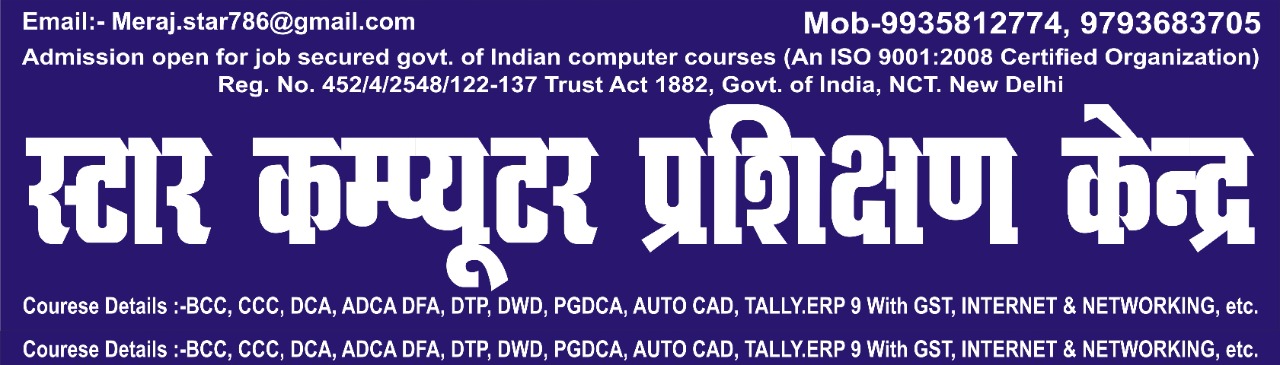 Email:- Meraj.star786@gmail.com Mob-9935812774, 9793683705
Admission open for job secured govt. of Indian computer courses (An ISO 9001:2008 Certified Organization)
Reg. No. 452/4/2548/122-137 Trust Act 1882, Govt. of India, NCT. New Delhi
स्टार कम्प्यूटर प्रशिक्षण केन्द्र
Courese Details :-BCC, CCC, DCA, ADCA DFA, DTP, DWD, PGDCA, AUTO CAD, TALLY.ERP 9 With GST, INTERNET & NETWORKING, etc.
Courese Details :-BCC, CCC, DCA, ADCA DFA, DTP, DWD, PGDCA, AUTO CAD, TALLY.ERP 9 With GST, INTERNET & NETWORKING, etc.